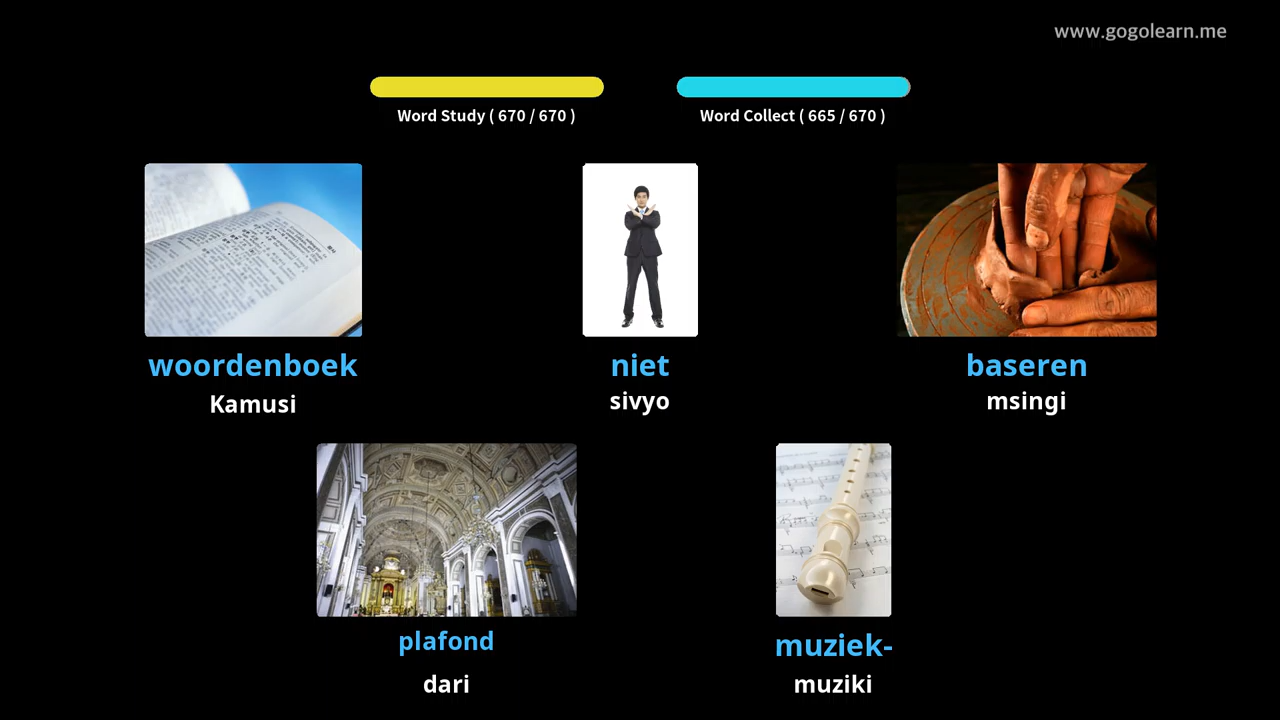 www.gogolearn.me
Word Study ( 670 / 670 )
Word Collect ( 665 / 670 )
woordenboek
Kamusi
niet
sivyo
baseren
msingi
plafond
dari
muziek-
muziki